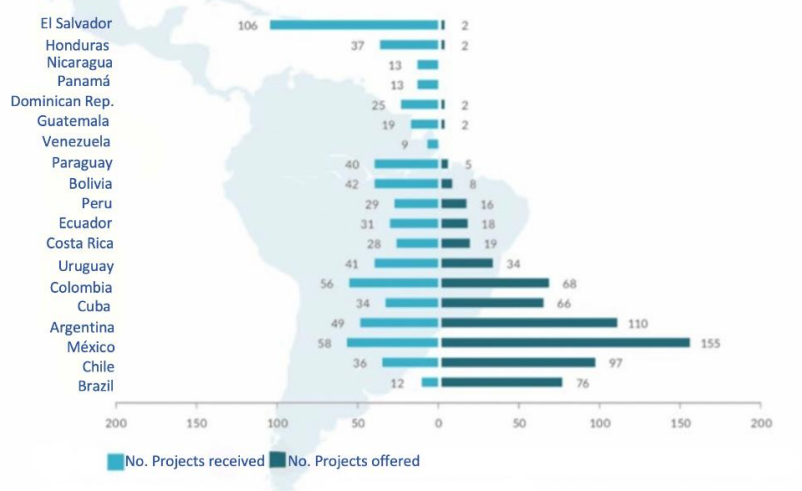 El Salvador 106 2
Honduras 37 2
Nicaragua 13
Panamá 13
Dominican Rep. 25 2
Guatemala 19 2
Venezuela 9
Paraguay 40 5
Bolivia 42 8
Peru 29 16
Ecuador 31 18
Costa Rica 28 19
Uruguay 41 34
Colombia 56 68
Cuba 34 66
Argentina 49 110
México 58 155
Chile 36 97
Brazil 12 76
200 150 100 50 0 50 100 150 200
No. Projects received No. Projects offered